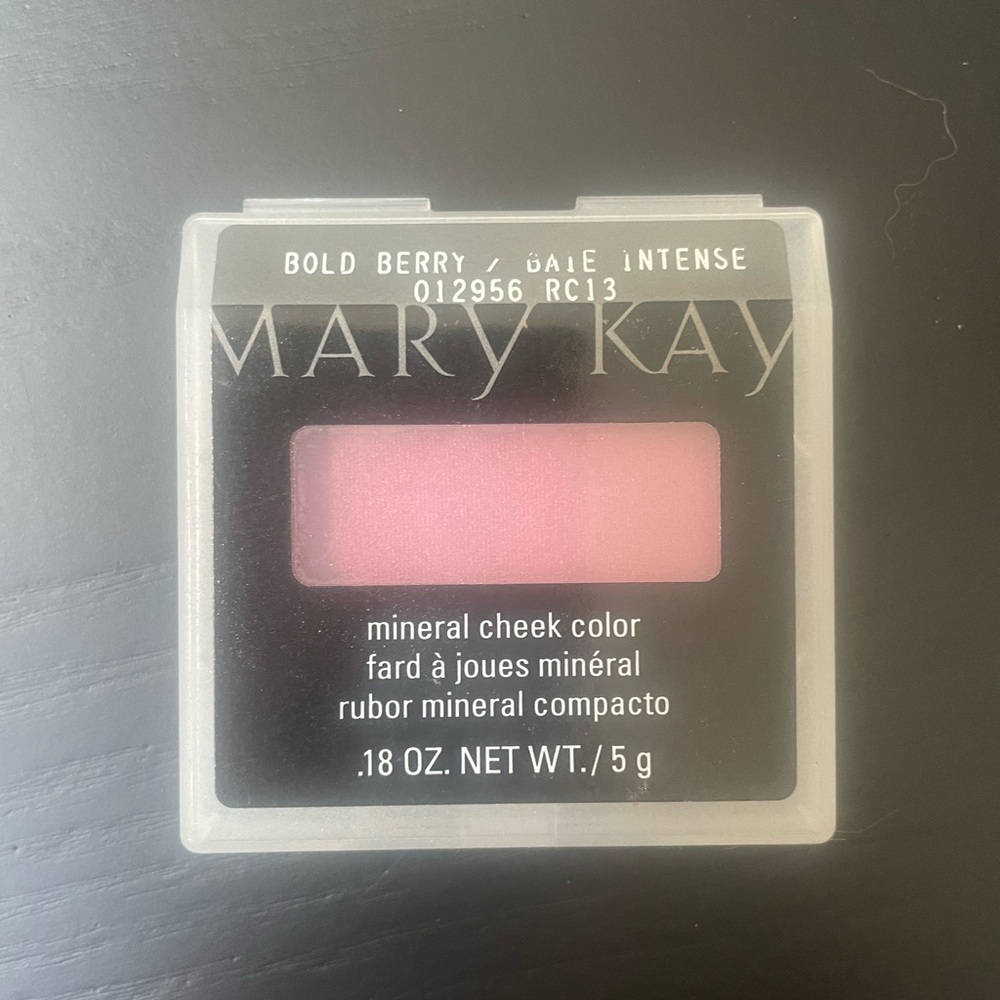 BOLD BERRY / BAIE INTENSE
012956 RC13
MARY KAY
mineral cheek color
fard à joues minéral
rubor mineral compacto
.18 OZ. NET WT./ 5 g